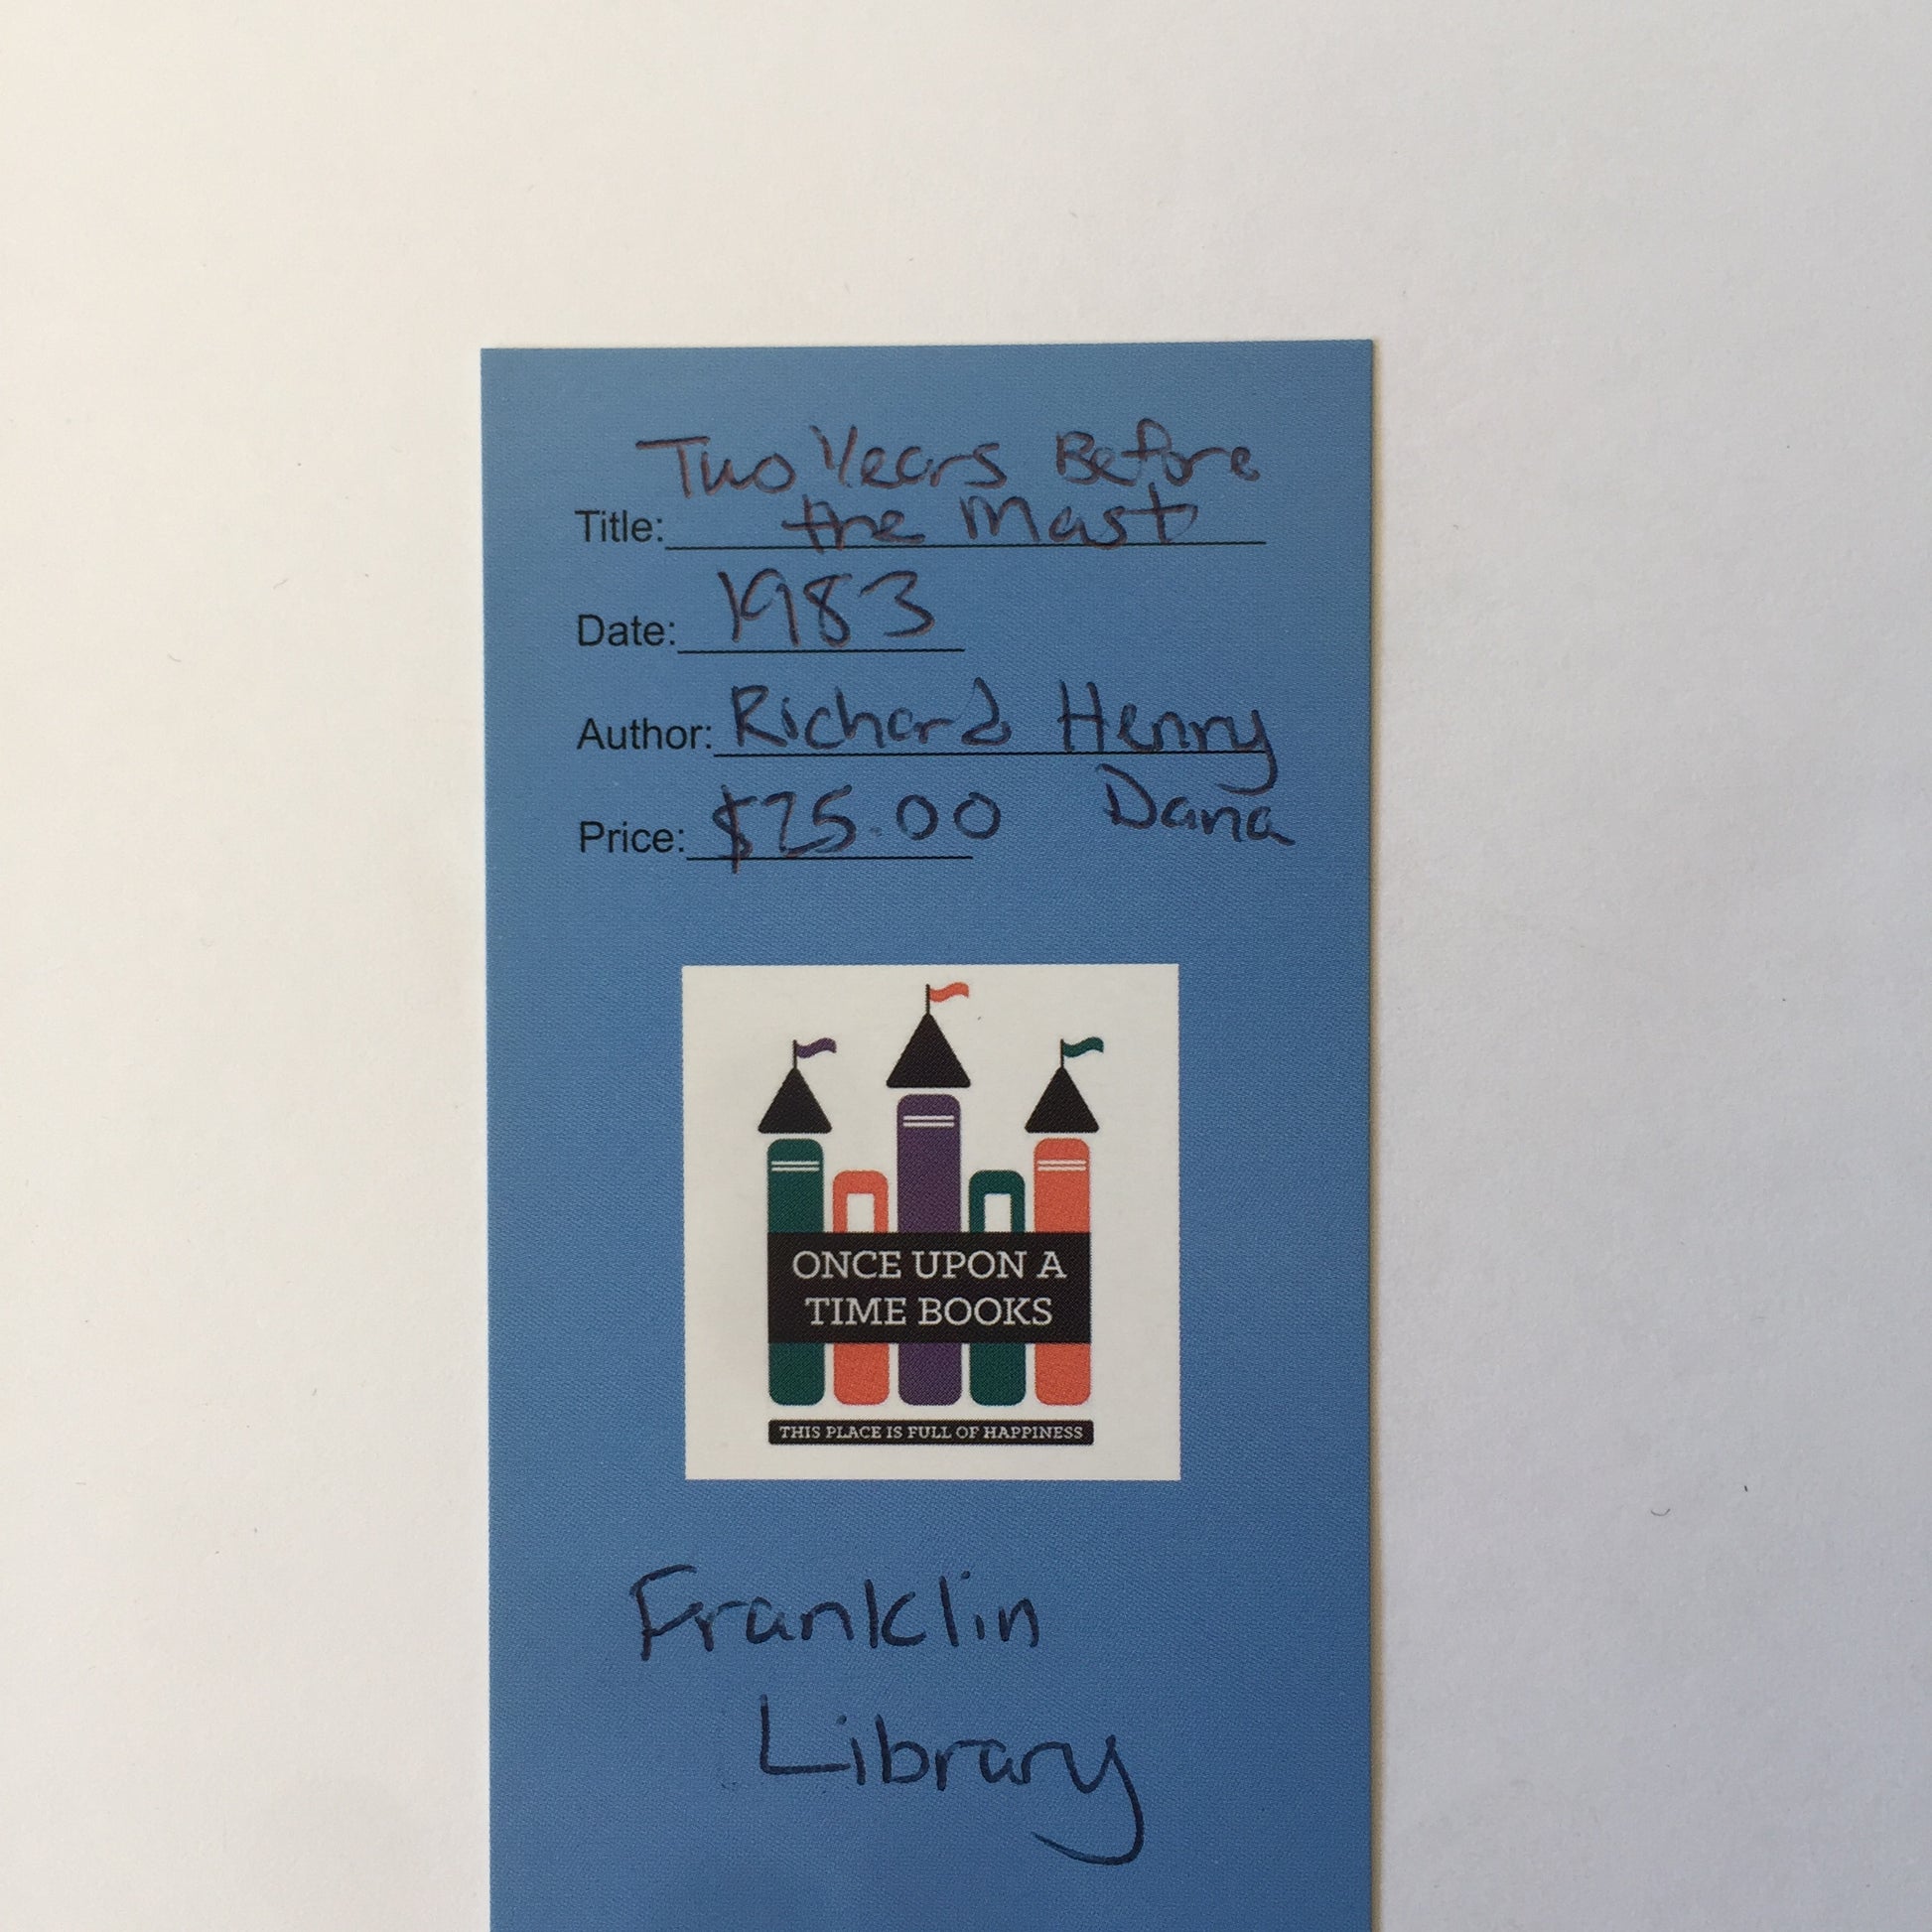 Two Years Before
Title: the Mast
Date: 1983
Author: Richard Henry
Dana
Price: $25.00
ONCE UPON A
TIME BOOKS
THIS PLACE IS FULL OF HAPPINESS
Franklin
Library